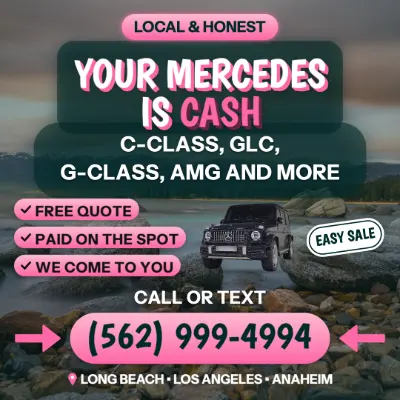 LOCAL & HONEST
YOUR MERCEDES
IS CASH
C-CLASS, GLC,
G-CLASS, AMG AND MORE
FREE QUOTE
PAID ON THE SPOT
WE COME TO YOU
EASY SALE
CALL OR TEXT
(562) 999-4994
LONG BEACH • LOS ANGELES • ANAHEIM